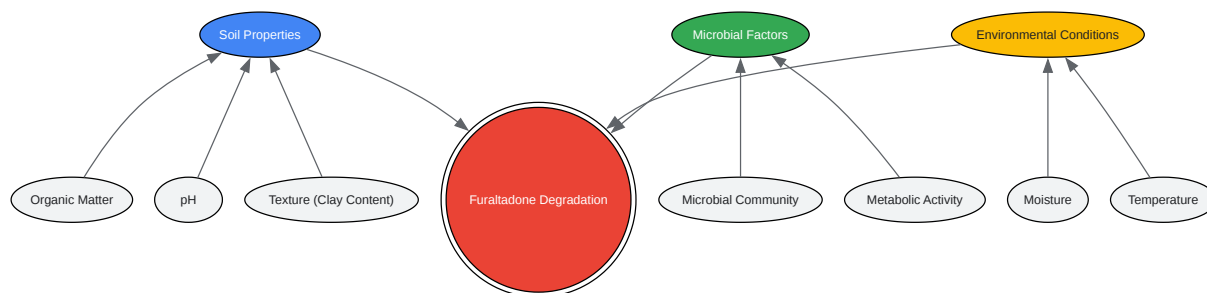 Soil Properties
Microbial Factors
Environmental Conditions
Organic Matter
pH
Texture (Clay Content)
Furaltadone Degradation
Microbial Community
Metabolic Activity
Moisture
Temperature